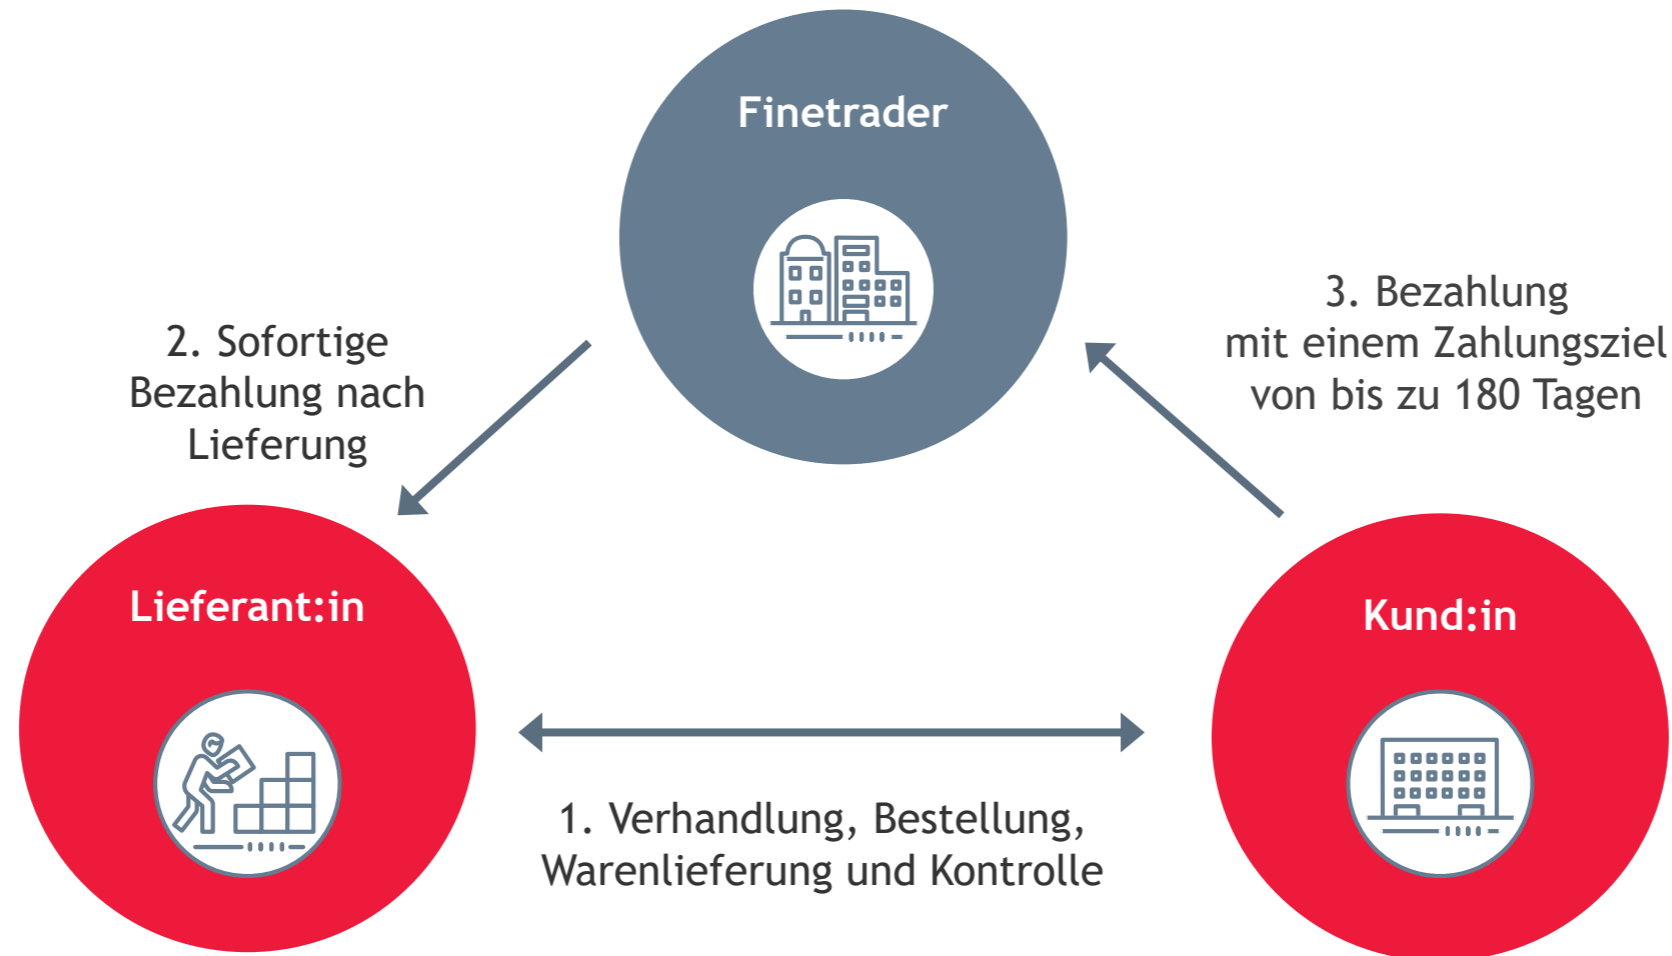 Finetrader
2. Sofortige
Bezahlung nach
Lieferung
3. Bezahlung
mit einem Zahlungsziel
von bis zu 180 Tagen
Lieferant:in
Kund:in
1. Verhandlung, Bestellung,
Warenlieferung und Kontrolle